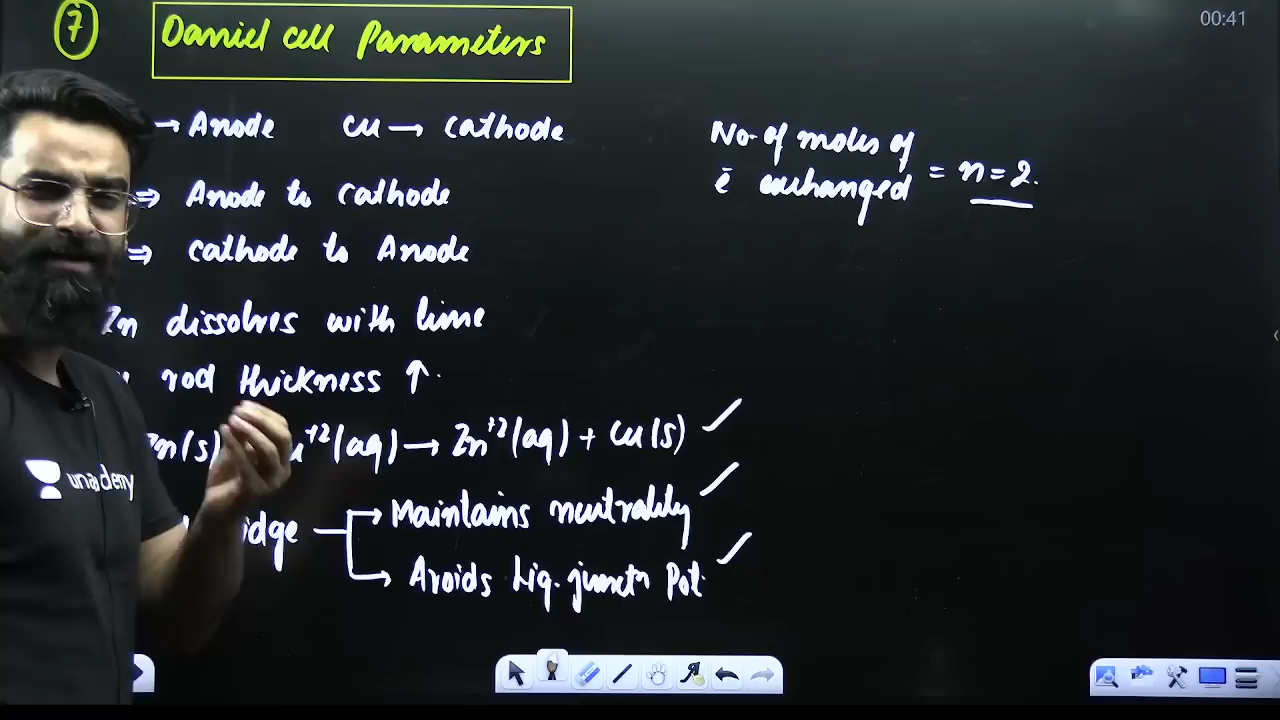 7 Daniel cell Parameters
00:41
→ Anode cu → cathode
⇒ Anode to cathode
⇒ cathode to Anode
Zn dissolves with time
rod thickness ↑.
Zn(s) +2(aq) → Zn+2(aq) + Cu(s) ✓
Maintains neutrality ✓
Avoids Liq. junctn Pot. ✓
No. of moles of
ē exchanged = n = 2.
unacademy